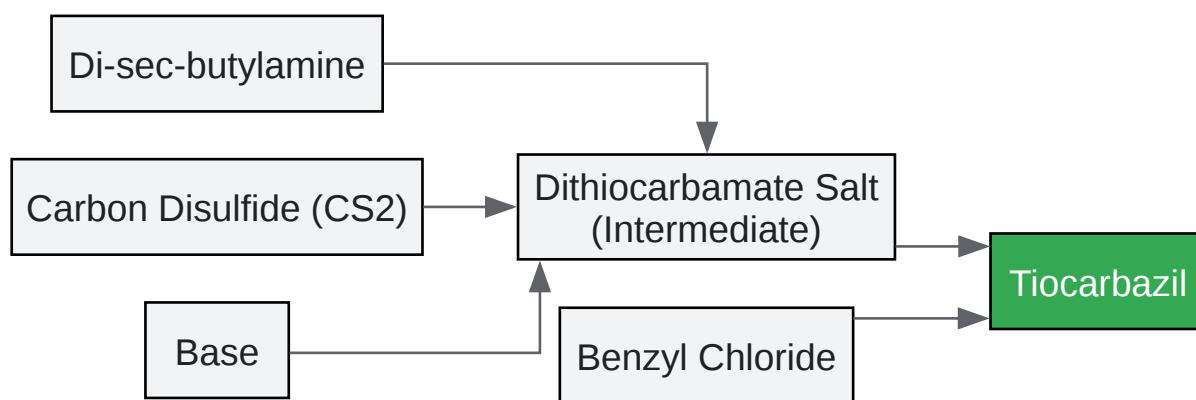 Di-sec-butylamine
Carbon Disulfide (CS2)
Dithiocarbamate Salt
(Intermediate)
Tiocarbazil
Base
Benzyl Chloride